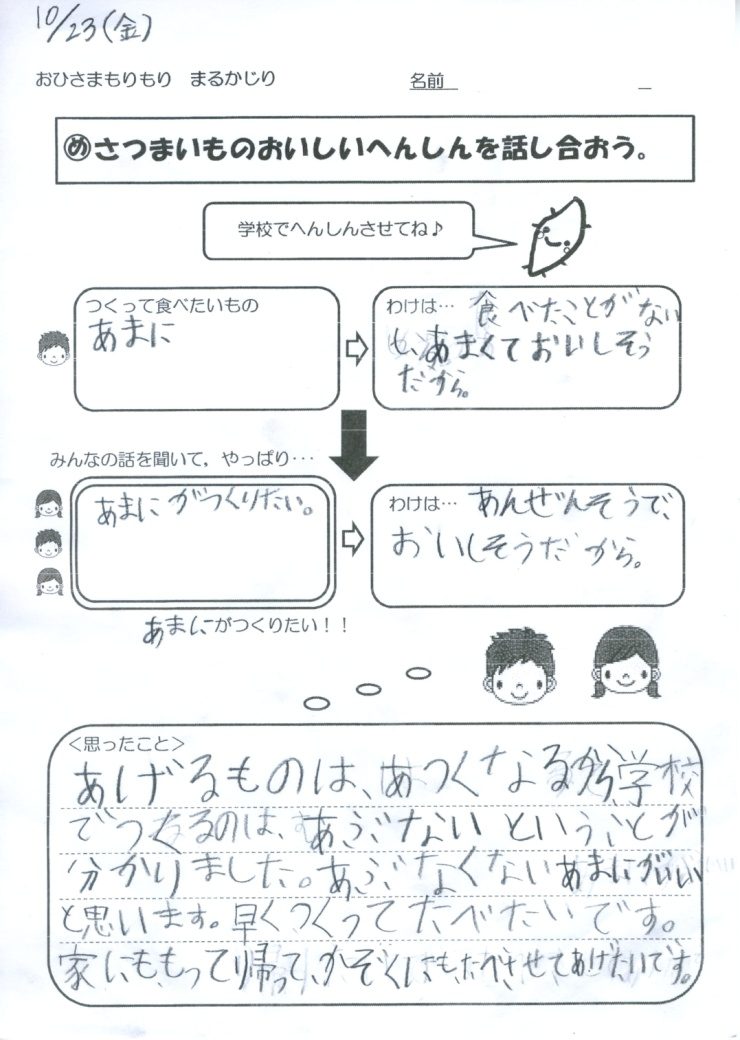 10/23(金)
おひさまもりもり まるかじり 名前
めさつまいものおいしいへんしんを話し合おう。
学校でへんしんさせてね♪
つくって食べたいもの
あまに
わけは… 食べたことがない
し、あまくておいしそう
だから。
みんなの話を聞いて，やっぱり…
あまにがつくりたい。
わけは… あんぜんそうで、
おいしそうだから。
あまにがつくりたい！！
<思ったこと>
あげるものは、あつくなるから、学校
でつくるのは、あぶないということが
分かりました。あぶなくないあまにがいい
と思います。早くつくってたべたいです。
家にももって帰って、かぞくにも、たべさせてあげたいです。